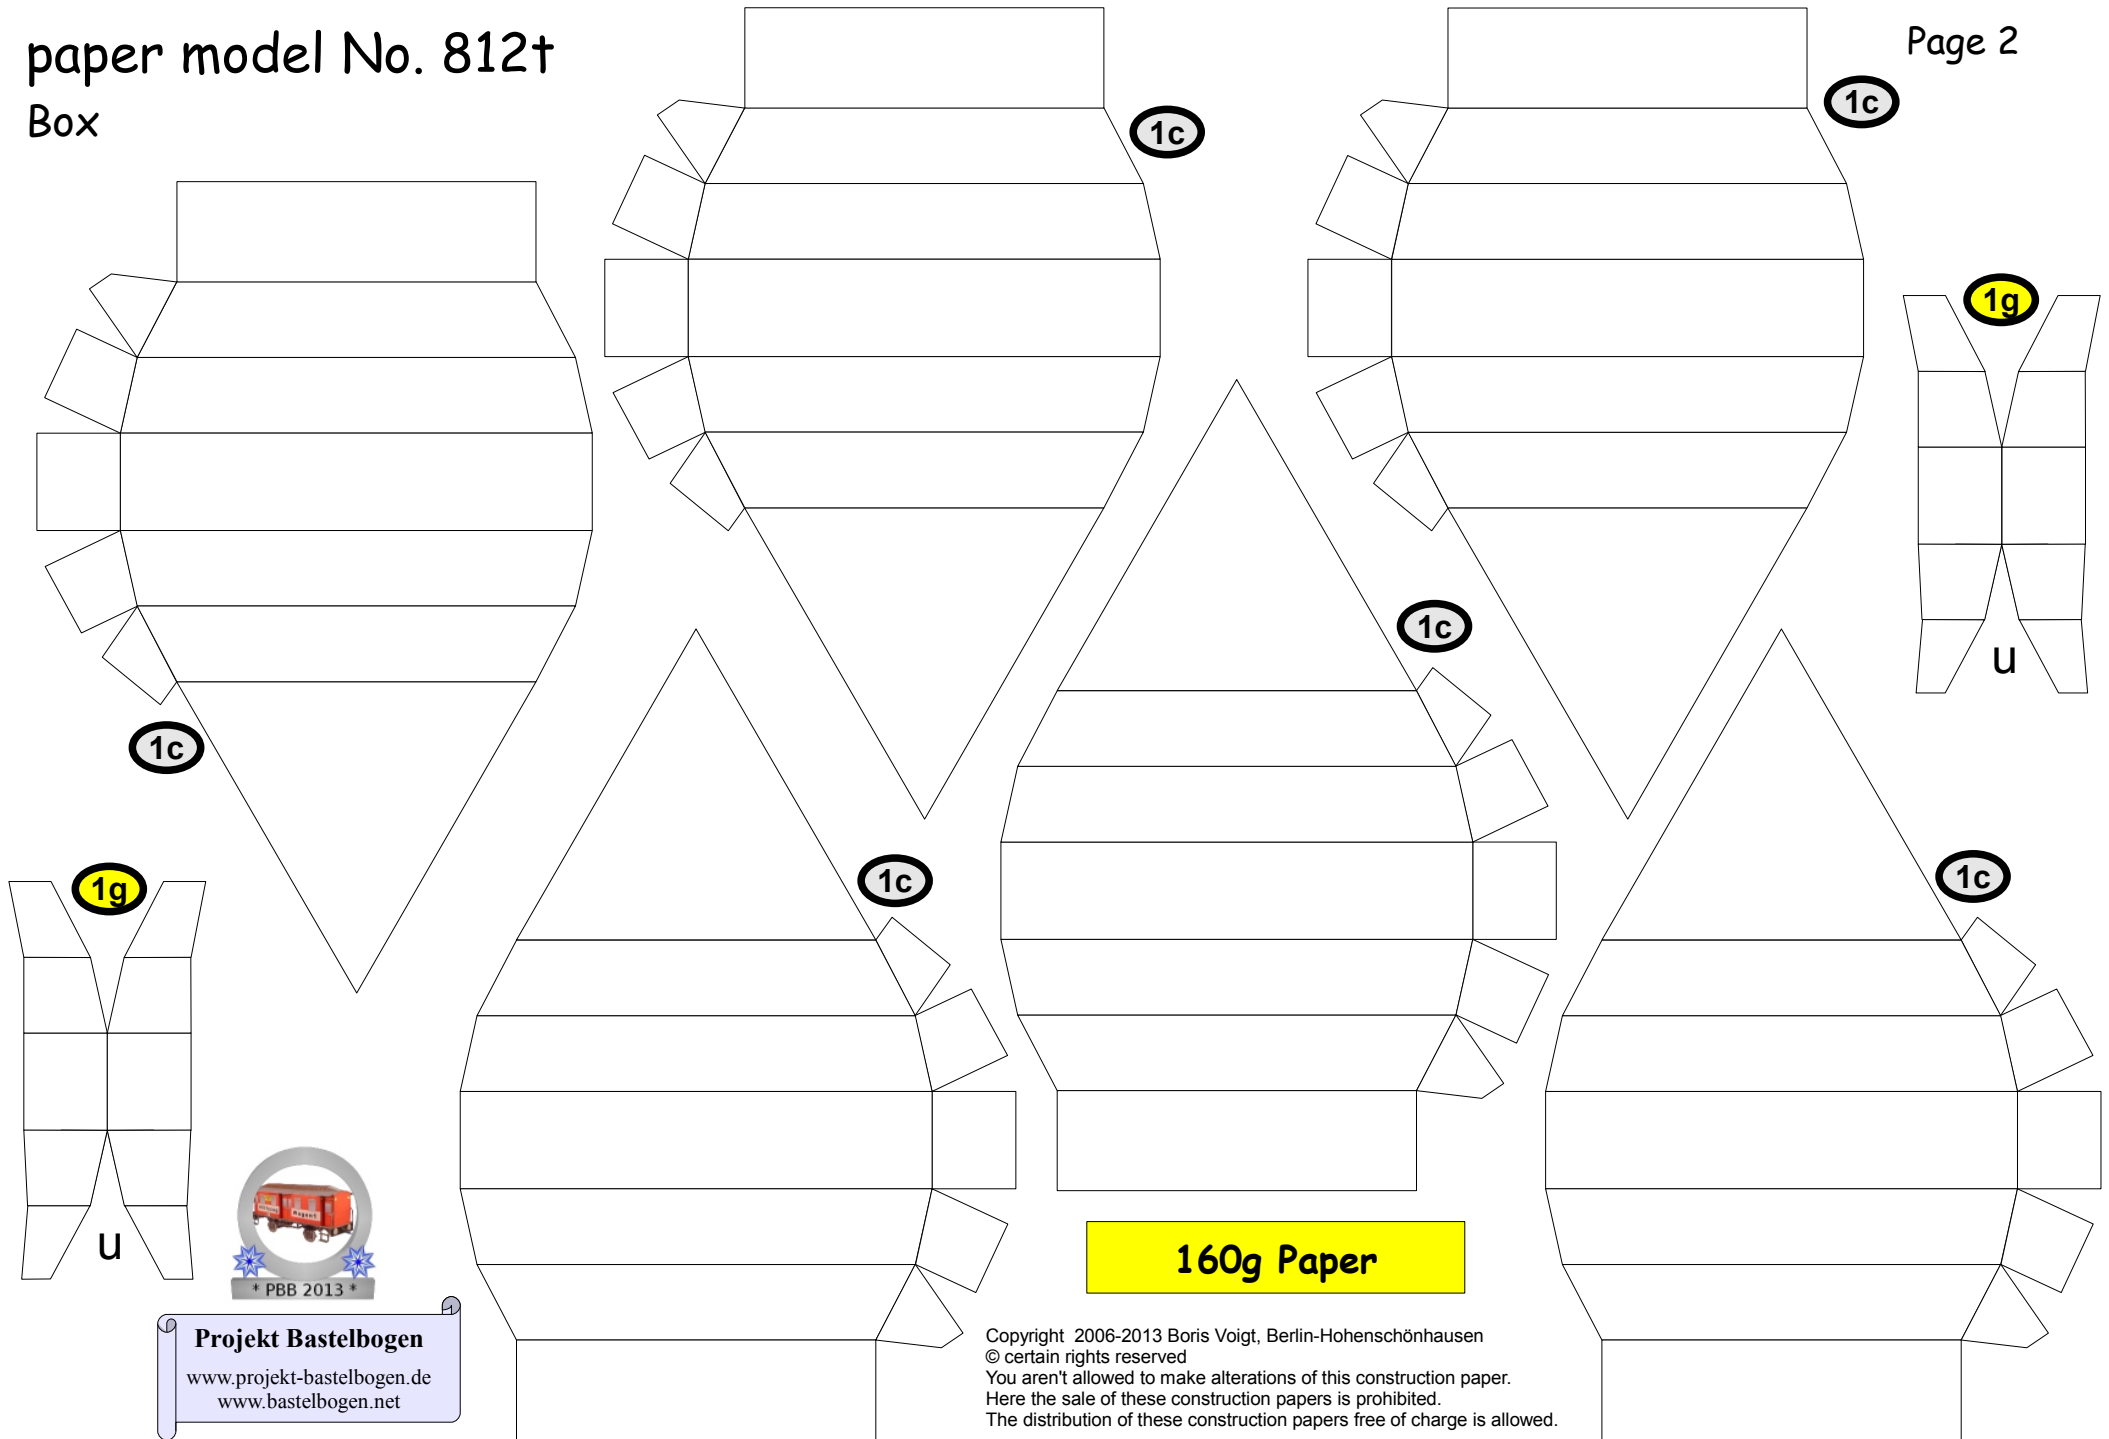 paper model No. 812t
Box
Page 2
1c
1c
1g
u
1c
1c
1c
1c
1g
u
* PBB 2013 *
Projekt Bastelbogen
www.projekt-bastelbogen.de
www.bastelbogen.net
160g Paper
Copyright 2006-2013 Boris Voigt, Berlin-Hohenschönhausen
© certain rights reserved
You aren't allowed to make alterations of this construction paper.
Here the sale of these construction papers is prohibited.
The distribution of these construction papers free of charge is allowed.